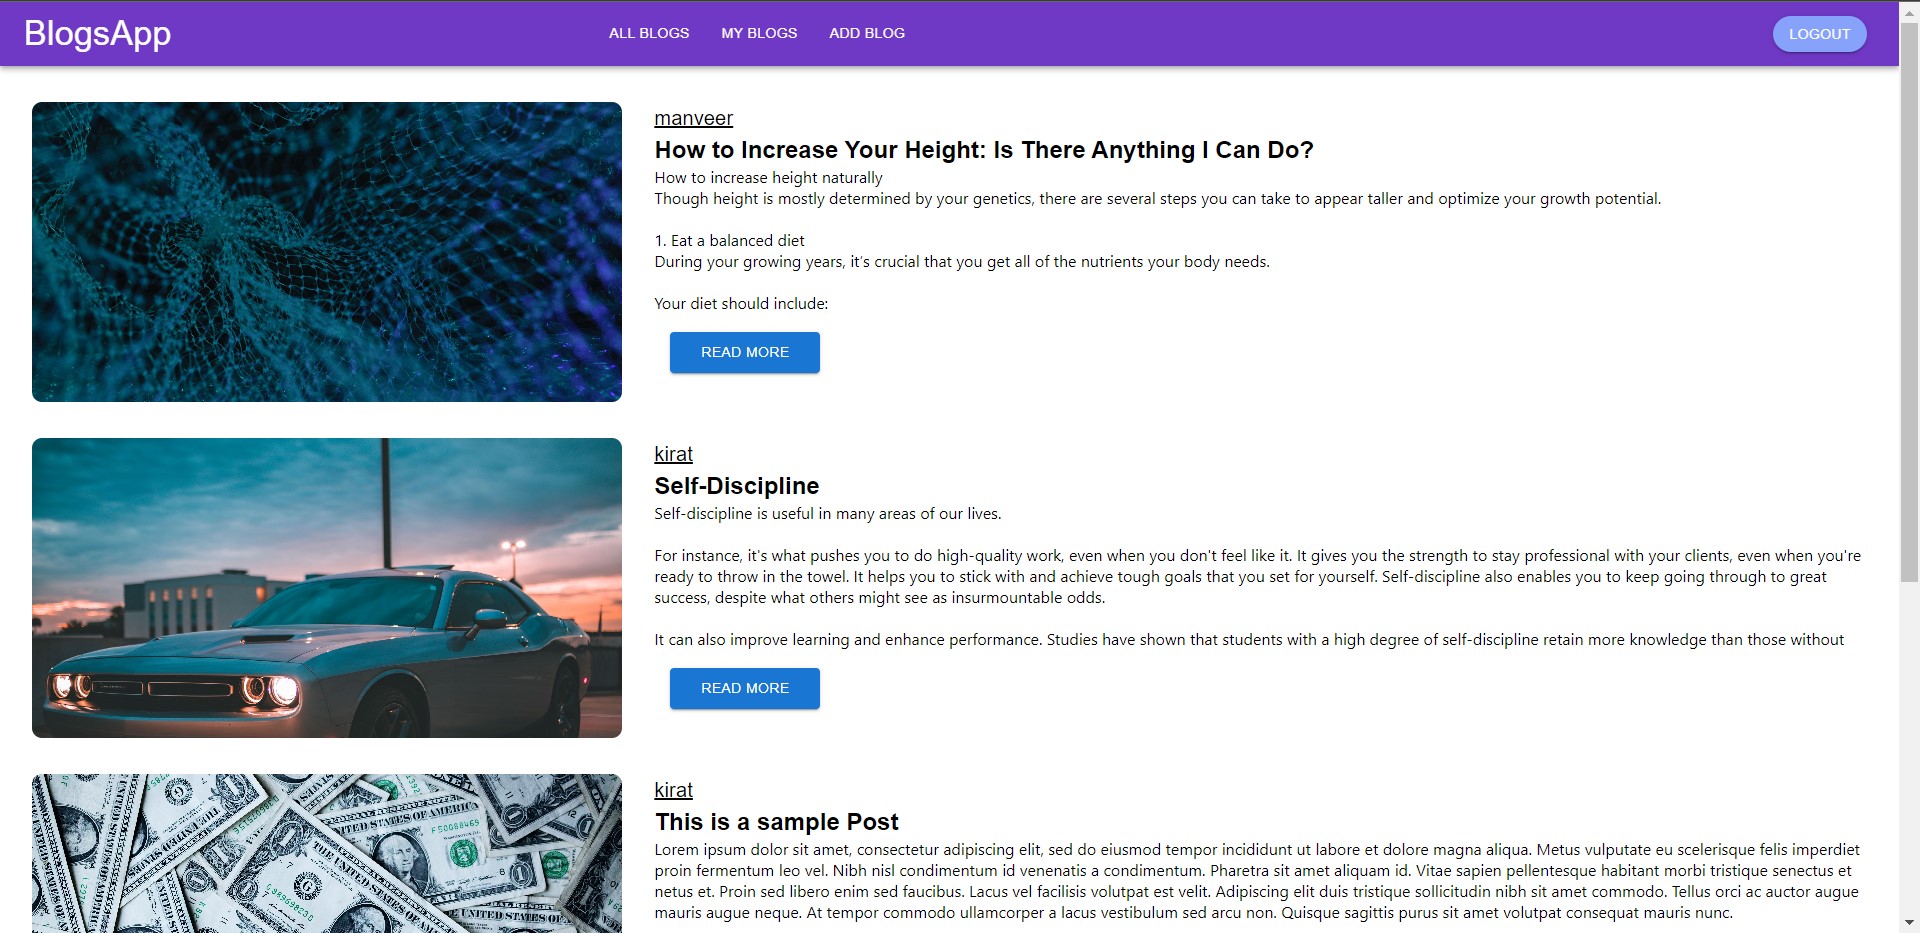 BlogsApp
ALL BLOGS
MY BLOGS
ADD BLOG
LOGOUT
manveer
How to Increase Your Height: Is There Anything I Can Do?
How to increase height naturally
Though height is mostly determined by your genetics, there are several steps you can take to appear taller and optimize your growth potential.
1. Eat a balanced diet
During your growing years, it’s crucial that you get all of the nutrients your body needs.
Your diet should include:
READ MORE
kirat
Self-Discipline
Self-discipline is useful in many areas of our lives.
For instance, it's what pushes you to do high-quality work, even when you don't feel like it. It gives you the strength to stay professional with your clients, even when you're
ready to throw in the towel. It helps you to stick with and achieve tough goals that you set for yourself. Self-discipline also enables you to keep going through to great
success, despite what others might see as insurmountable odds.
It can also improve learning and enhance performance. Studies have shown that students with a high degree of self-discipline retain more knowledge than those without
READ MORE
UNITED STATES OF AMERICA
F50088469
THE UNITED STATES
UNITED STATES OF
kirat
This is a sample Post
Lorem ipsum dolor sit amet, consectetur adipiscing elit, sed do eiusmod tempor incididunt ut labore et dolore magna aliqua. Metus vulputate eu scelerisque felis imperdiet
proin fermentum leo vel. Nibh nisl condimentum id venenatis a condimentum. Pharetra sit amet aliquam id. Vitae sapien pellentesque habitant morbi tristique senectus et
netus et. Proin sed libero enim sed faucibus. Lacus vel facilisis volutpat est velit. Adipiscing elit duis tristique sollicitudin nibh sit amet commodo. Tellus orci ac auctor augue
mauris augue neque. At tempor commodo ullamcorper a lacus vestibulum sed arcu non. Quisque sagittis purus sit amet volutpat consequat mauris nunc.